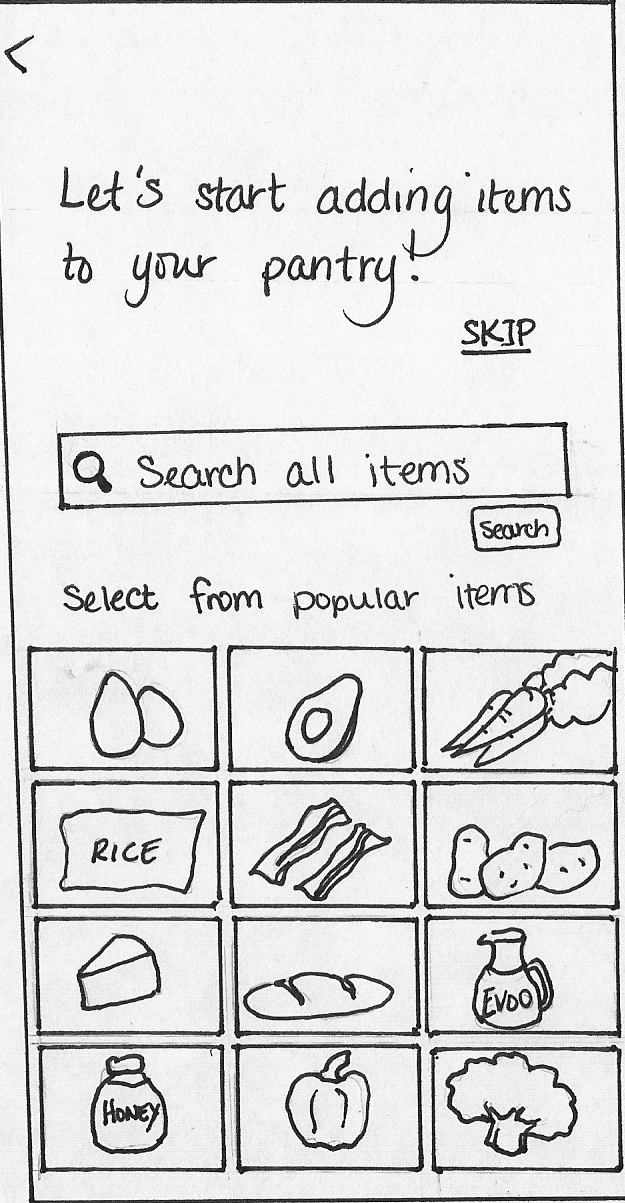 <
Let's start adding items
to your pantry!
SKIP
Search all items
Search
Select from popular items
RICE
EVOO
HONEY